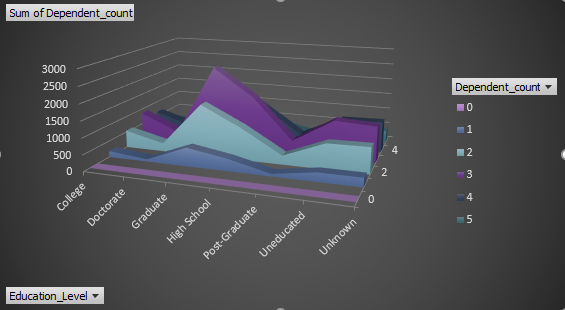 Sum of Dependent_count
3000
2500
2000
1500
1000
500
0
College
Doctorate
Graduate
High School
Post-Graduate
Uneducated
Unknown
0
2
4
Dependent_count
0
1
2
3
4
5
Education_Level